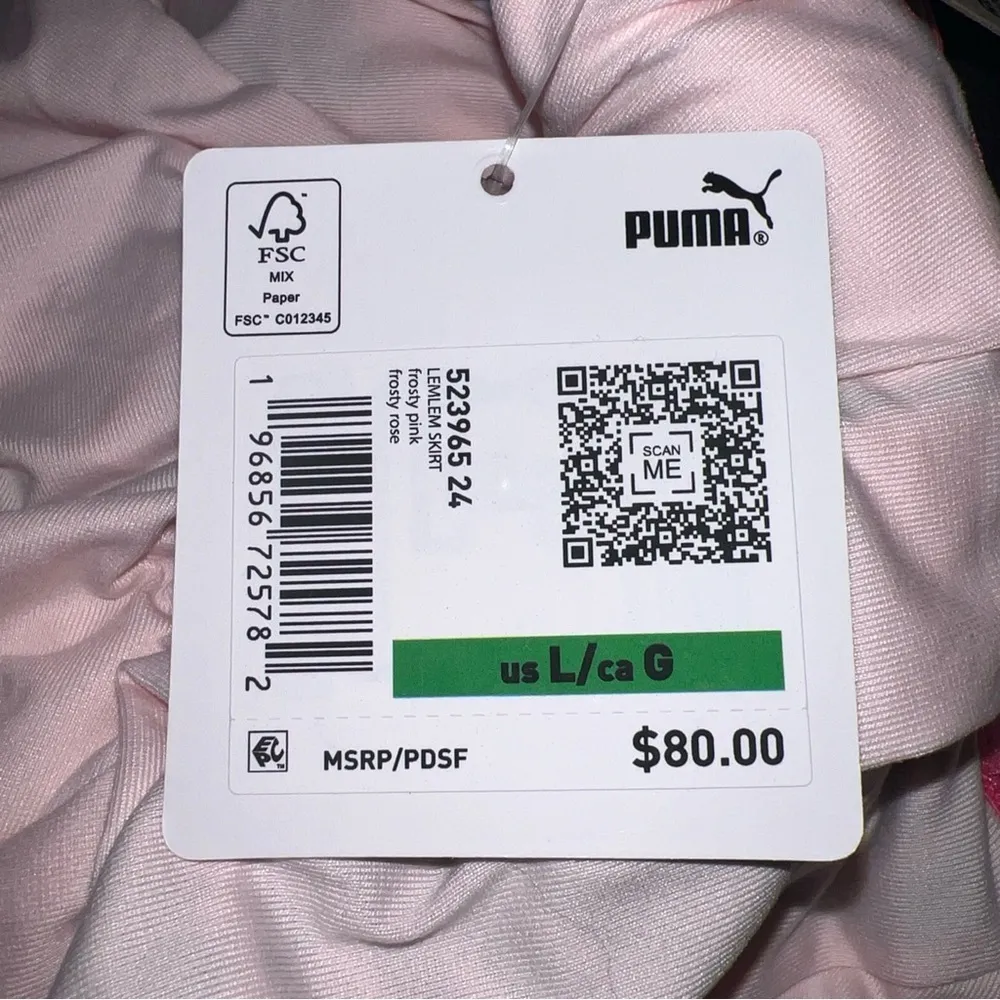 FSC
MIX
Paper
FSC™ C012345
PUMA®
523965 24
LEMLEM SKIRT
frosty pink
frosty rose
1 96856 72578 2
SCAN
ME
us L/ca G
MSRP/PDSF
$80.00